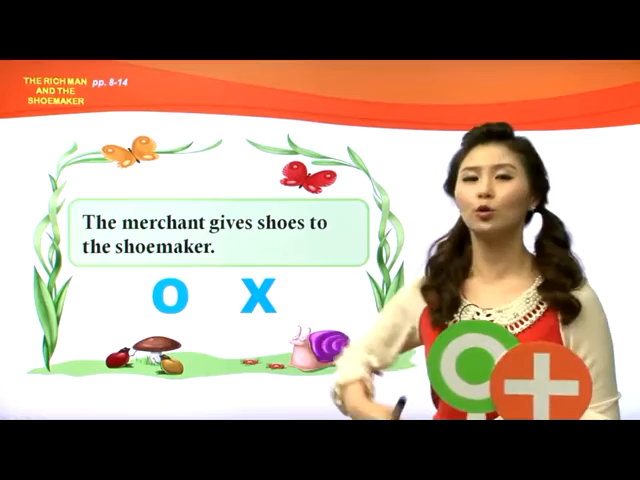 THE RICH MAN
AND THE
SHOEMAKER
pp. 8-14
The merchant gives shoes to
the shoemaker.
O X